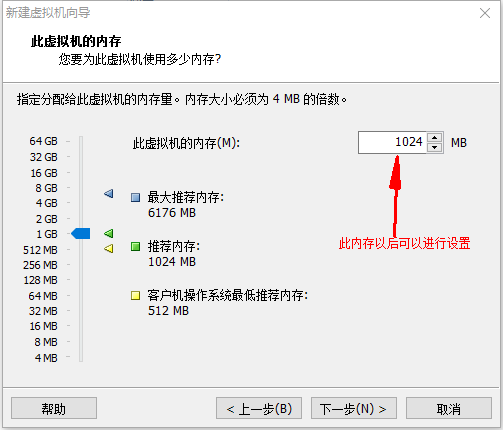 新建虚拟机向导
此虚拟机的内存
您要为此虚拟机使用多少内存?
指定分配给此虚拟机的内存量。内存大小必须为 4 MB 的倍数。
此虚拟机的内存(M):
1024 MB
64 GB
32 GB
16 GB
8 GB
4 GB
2 GB
1 GB
512 MB
256 MB
128 MB
64 MB
32 MB
16 MB
8 MB
4 MB
最大推荐内存:
6176 MB
推荐内存:
1024 MB
客户机操作系统最低推荐内存:
512 MB
此内存以后可以进行设置
帮助
< 上一步(B)
下一步(N) >
取消